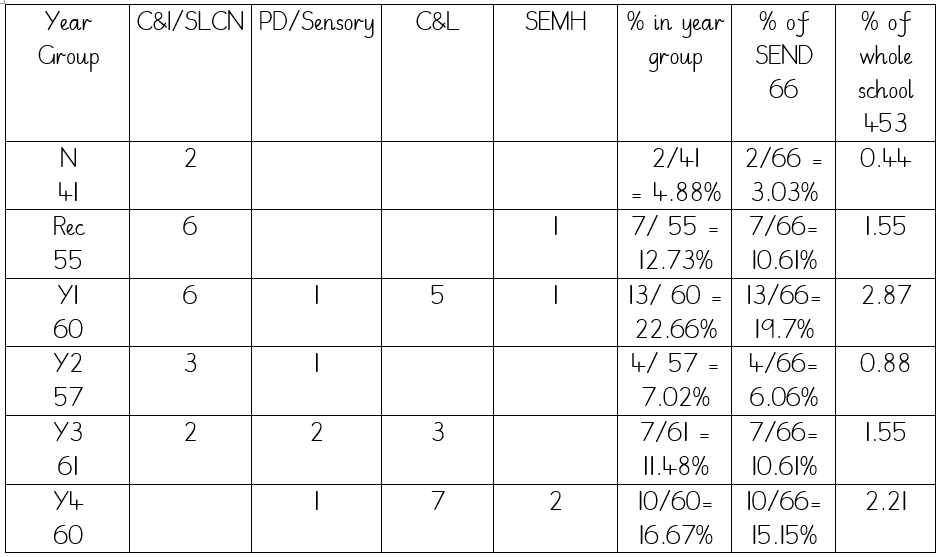 Year Group C&I/SLCN PD/Sensory C&L SEMH % in year group % of SEND 66 % of whole school 453
N 41 2 2/41 = 4.88% 2/66 = 3.03% 0.44
Rec 55 6 1 7/ 55 = 12.73% 7/66= 10.61% 1.55
Y1 60 6 1 5 1 13/ 60 = 22.66% 13/66= 19.7% 2.87
Y2 57 3 1 4/ 57 = 7.02% 4/66= 6.06% 0.88
Y3 61 2 2 3 7/61 = 11.48% 7/66= 10.61% 1.55
Y4 60 1 7 2 10/60= 16.67% 10/66= 15.15% 2.21